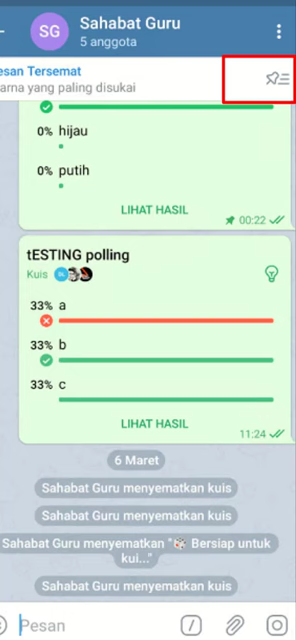 SG
Sahabat Guru
5 anggota
esan Tersemat
arna yang paling disukai
0% hijau
0% putih
LIHAT HASIL
00:22
tESTING polling
Kuis
33% a
33% b
33% c
LIHAT HASIL
11:24
6 Maret
Sahabat Guru menyematkan kuis
Sahabat Guru menyematkan kuis
Sahabat Guru menyematkan "🎲 Bersiap untuk
kui..."
Sahabat Guru menyematkan kuis
Pesan